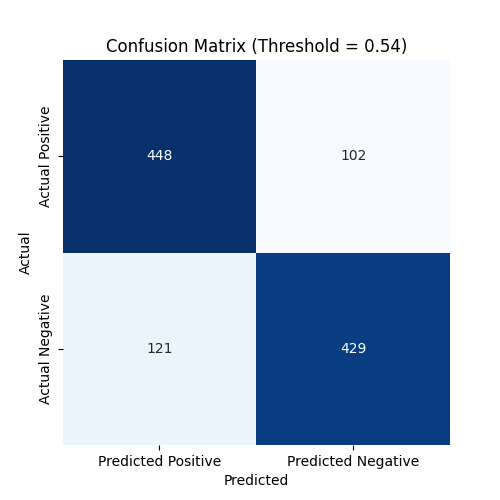 Confusion Matrix (Threshold = 0.54)
Actual
Actual Positive
448 102
Actual Negative
121 429
Predicted Positive Predicted Negative
Predicted